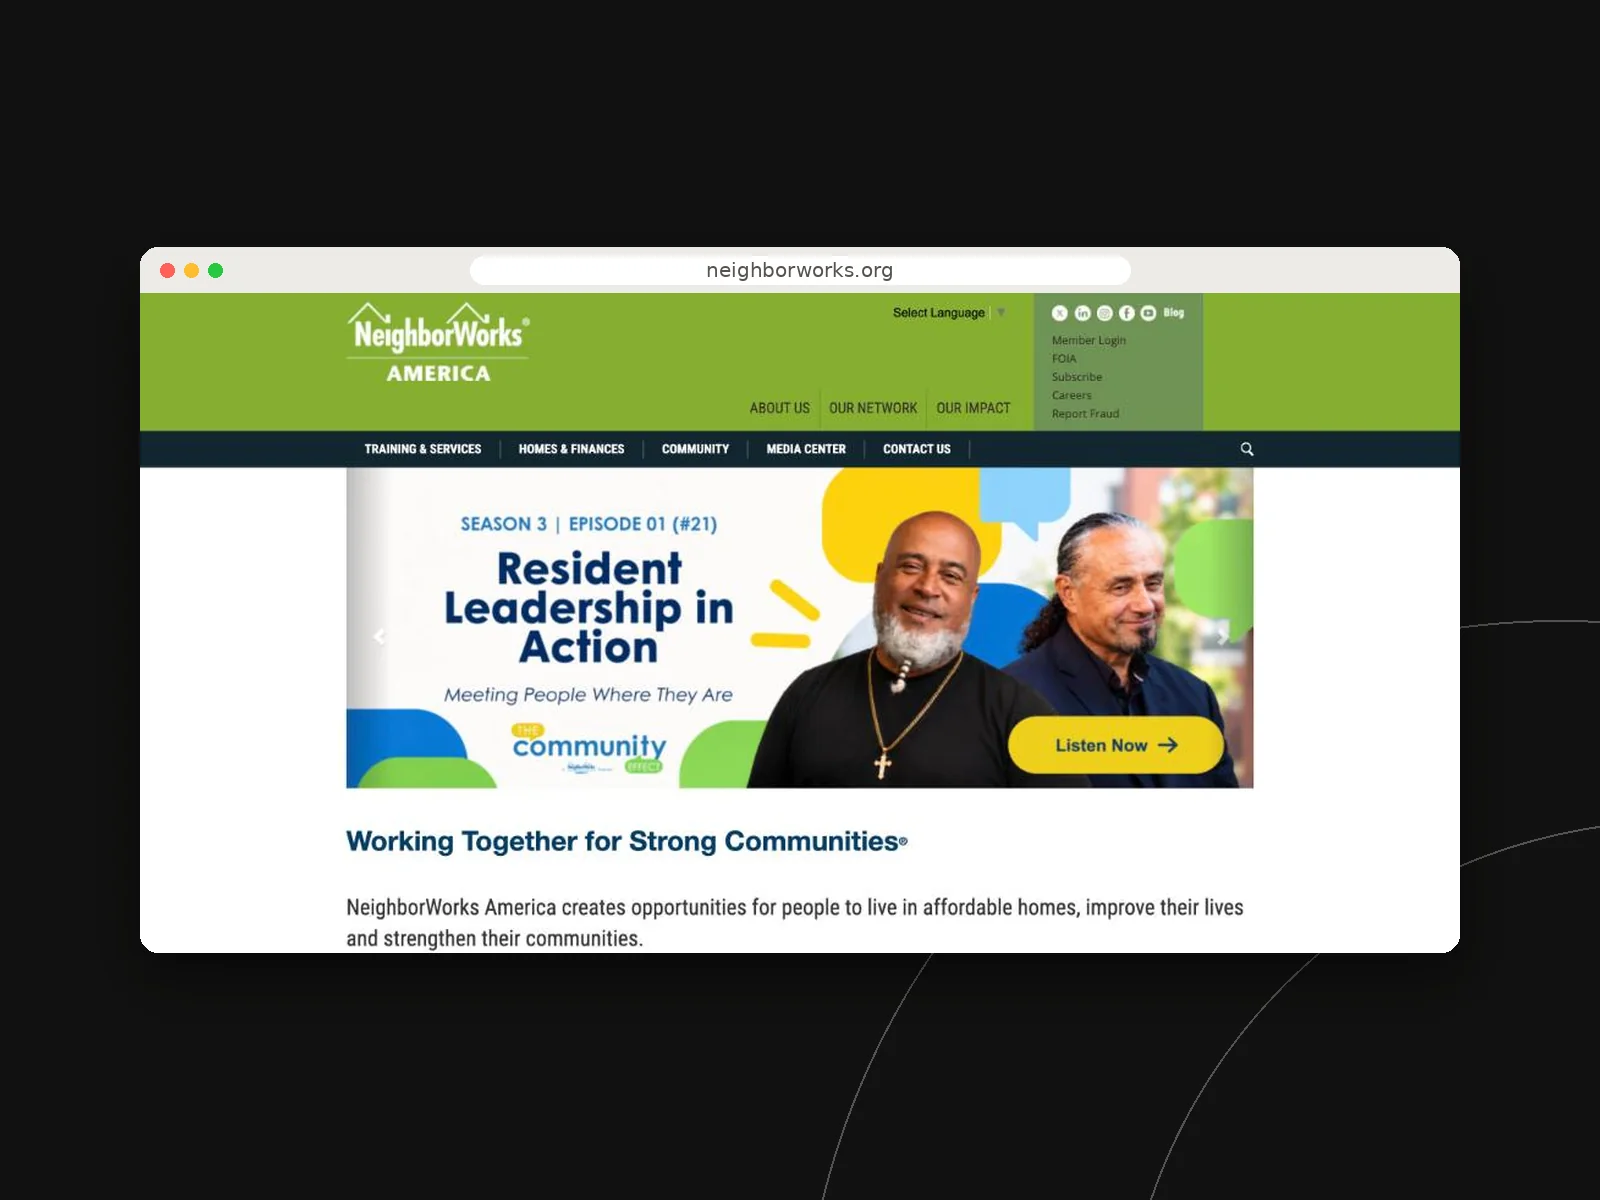 neighborworks.org
NeighborWorks®
AMERICA
Select Language
Blog
Member Login
FOIA
Subscribe
Careers
Report Fraud
ABOUT US
OUR NETWORK
OUR IMPACT
TRAINING & SERVICES
HOMES & FINANCES
COMMUNITY
MEDIA CENTER
CONTACT US
SEASON 3 | EPISODE 01 (#21)
Resident
Leadership in
Action
Meeting People Where They Are
THE
community
EFFECT
Listen Now →
Working Together for Strong Communities®
NeighborWorks America creates opportunities for people to live in affordable homes, improve their lives
and strengthen their communities.